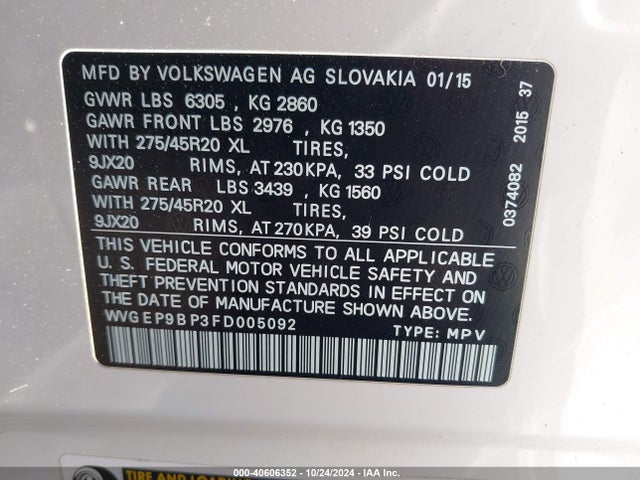 MFD BY VOLKSWAGEN AG SLOVAKIA 01/15
GVWR LBS 6305 , KG 2860
GAWR FRONT LBS 2976 , KG 1350
WITH 275/45R20 XL TIRES,
9JX20 RIMS, AT 230KPA, 33 PSI COLD
GAWR REAR LBS 3439 , KG 1560
WITH 275/45R20 XL TIRES,
9JX20 RIMS, AT 270KPA, 39 PSI COLD
THIS VEHICLE CONFORMS TO ALL APPLICABLE
U. S. FEDERAL MOTOR VEHICLE SAFETY AND
THEFT PREVENTION STANDARDS IN EFFECT ON
THE DATE OF MANUFACTURE SHOWN ABOVE.
WVGEP9BP3FD005092 TYPE: MPV
0374082 2015 37
TIRE AND LOADING
000-40606352 - 10/24/2024 - IAA Inc.